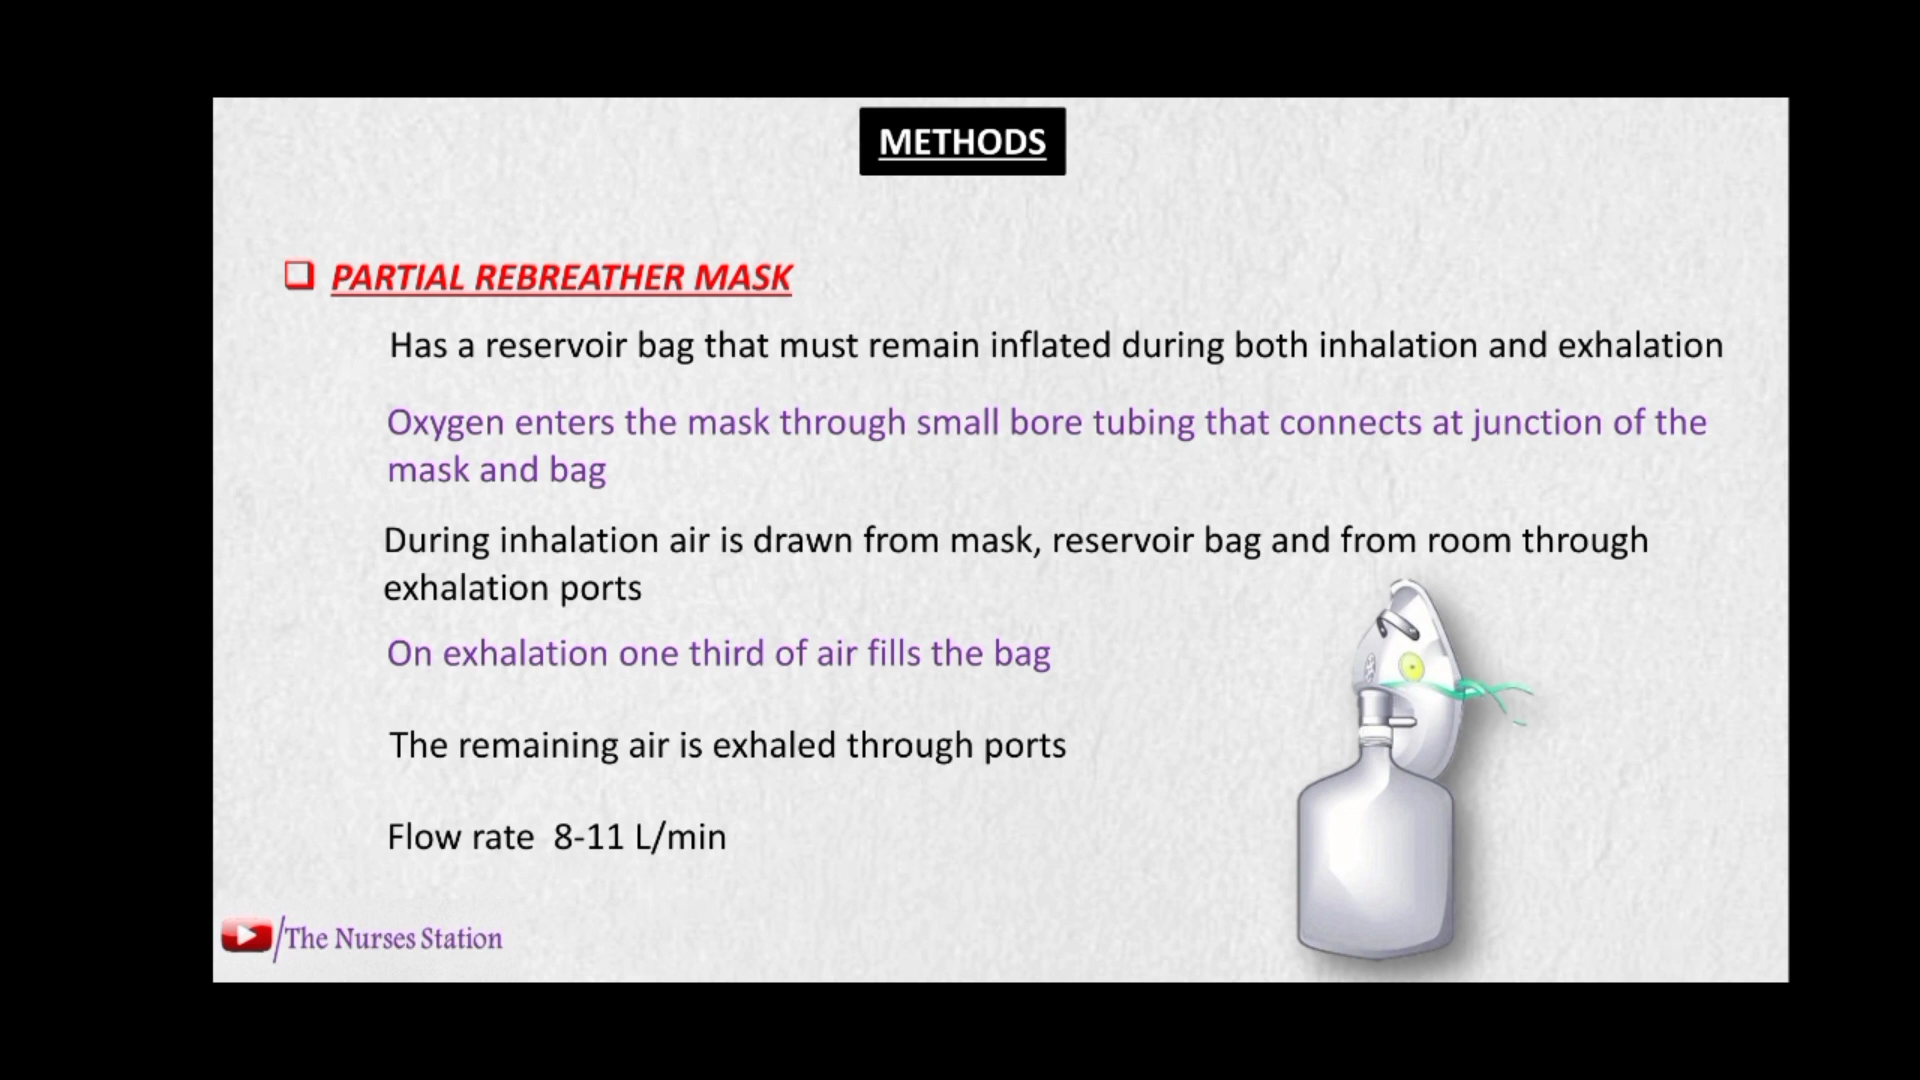 METHODS
PARTIAL REBREATHER MASK
Has a reservoir bag that must remain inflated during both inhalation and exhalation
Oxygen enters the mask through small bore tubing that connects at junction of the
mask and bag
During inhalation air is drawn from mask, reservoir bag and from room through
exhalation ports
On exhalation one third of air fills the bag
The remaining air is exhaled through ports
Flow rate  8-11 L/min
/The Nurses Station